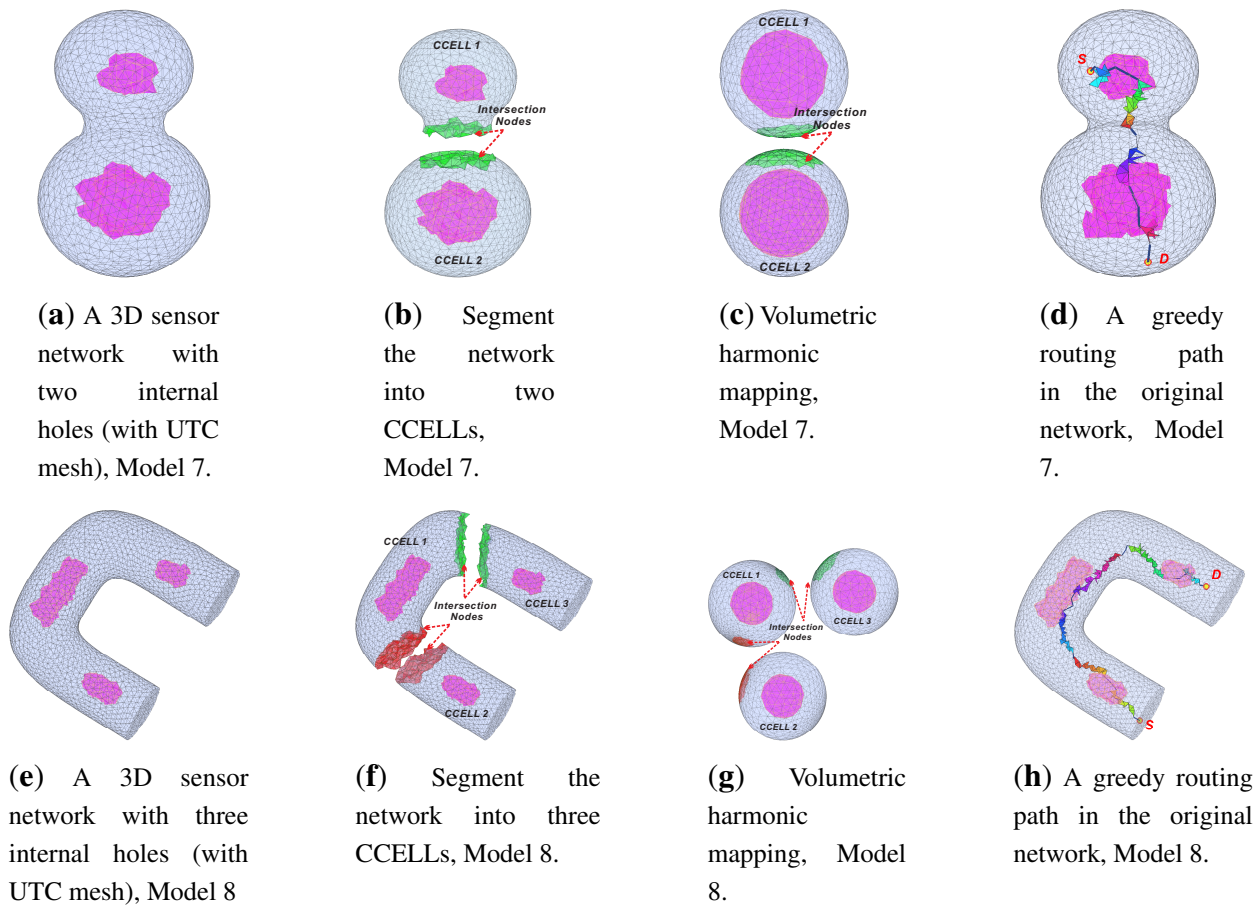 CCELL 1
Intersection
Nodes
CCELL 2
CCELL 1
Intersection
Nodes
CCELL 2
S
D
(a) A 3D sensor
network with
two internal
holes (with UTC
mesh), Model 7.
(b) Segment
the network
into two
CCELLs,
Model 7.
(c) Volumetric
harmonic
mapping,
Model 7.
(d) A greedy
routing path
in the original
network, Model
7.
CCELL 1
CCELL 3
Intersection
Nodes
CCELL 2
CCELL 1
CCELL 3
Intersection
Nodes
CCELL 2
D
S
(e) A 3D sensor
network with three
internal holes (with
UTC mesh), Model 8
(f) Segment the
network into three
CCELLs, Model 8.
(g) Volumetric
harmonic
mapping, Model
8.
(h) A greedy routing
path in the original
network, Model 8.